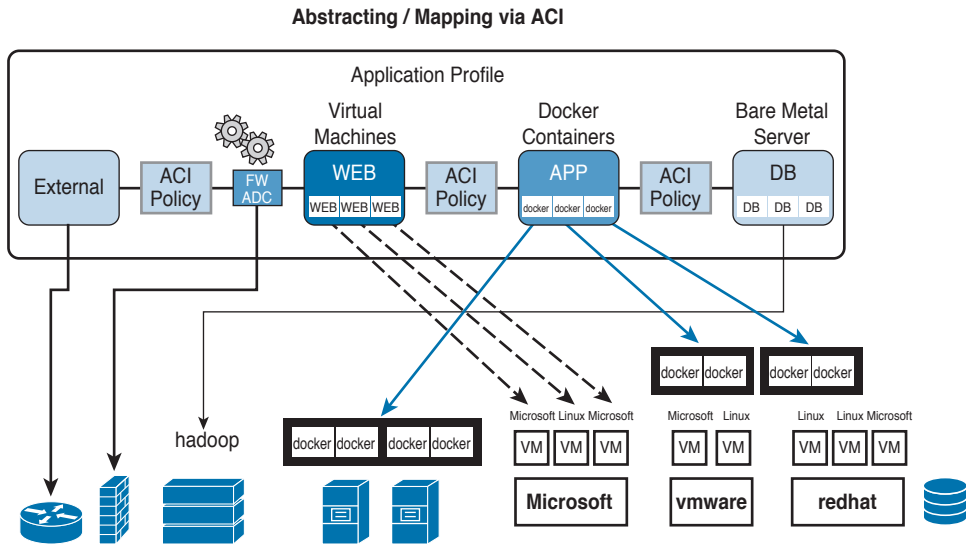 Abstracting / Mapping via ACI
Application Profile
Virtual
Machines
Docker
Containers
Bare Metal
Server
External
ACI
Policy
FW
ADC
WEB
WEB WEB WEB
ACI
Policy
APP
docker docker docker
ACI
Policy
DB
DB DB DB
docker docker docker docker
hadoop
docker docker docker docker
Microsoft Linux Microsoft
Microsoft Linux
Linux Linux Microsoft
VM VM VM
VM VM
VM VM VM
Microsoft
vmware
redhat